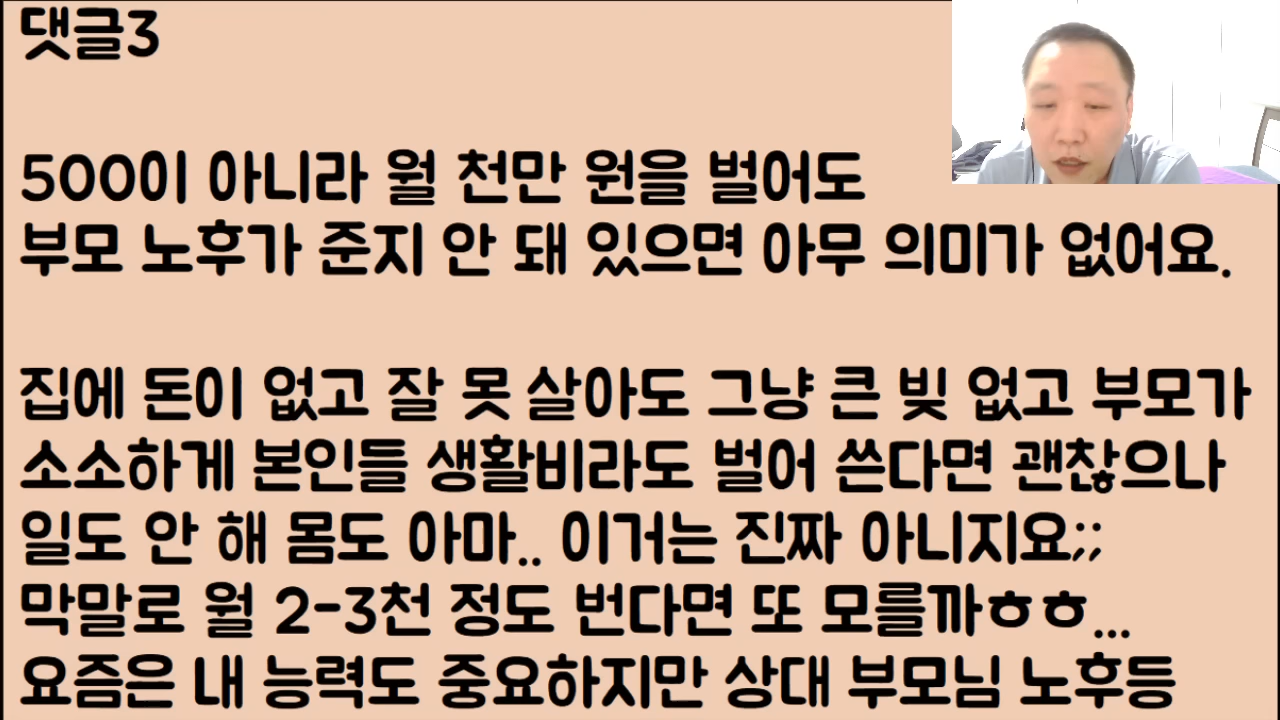 댓글3
500이 아니라 월 천만 원을 벌어도
부모 노후가 준지 안 돼 있으면 아무 의미가 없어요.
집에 돈이 없고 잘 못 살아도 그냥 큰 빚 없고 부모가
소소하게 본인들 생활비라도 벌어 쓴다면 괜찮으나
일도 안 해 몸도 아마.. 이거는 진짜 아니지요;;
막말로 월 2-3천 정도 번다면 또 모를까ㅎㅎ...
요즘은 내 능력도 중요하지만 상대 부모님 노후등